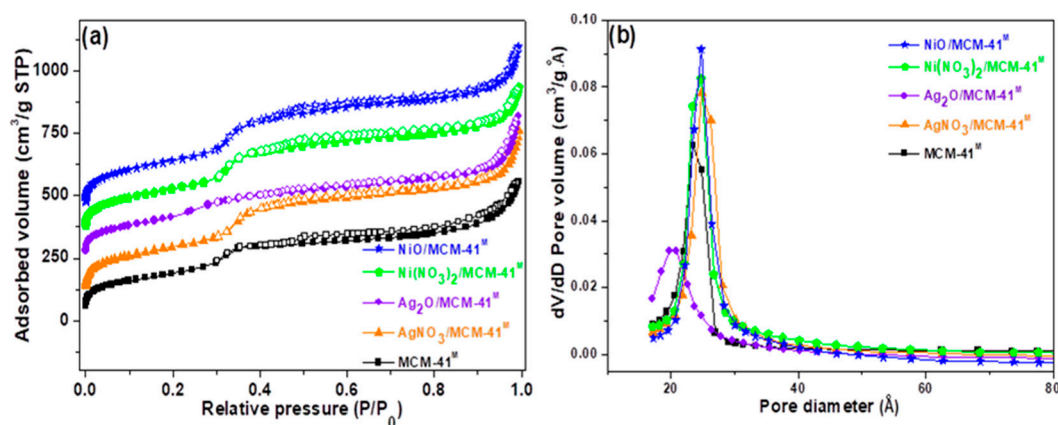 (a)
Adsorbed volume (cm³/g STP)
1000
750
500
250
0
NiO/MCM-41ᴹ
Ni(NO₃)₂/MCM-41ᴹ
Ag₂O/MCM-41ᴹ
AgNO₃/MCM-41ᴹ
MCM-41ᴹ
0.0 0.2 0.4 0.6 0.8 1.0
Relative pressure (P/P₀)
(b)
dV/dD Pore volume (cm³/g.Å)
0.10
0.08
0.06
0.04
0.02
0.00
NiO/MCM-41ᴹ
Ni(NO₃)₂/MCM-41ᴹ
Ag₂O/MCM-41ᴹ
AgNO₃/MCM-41ᴹ
MCM-41ᴹ
20 40 60 80
Pore diameter (Å)